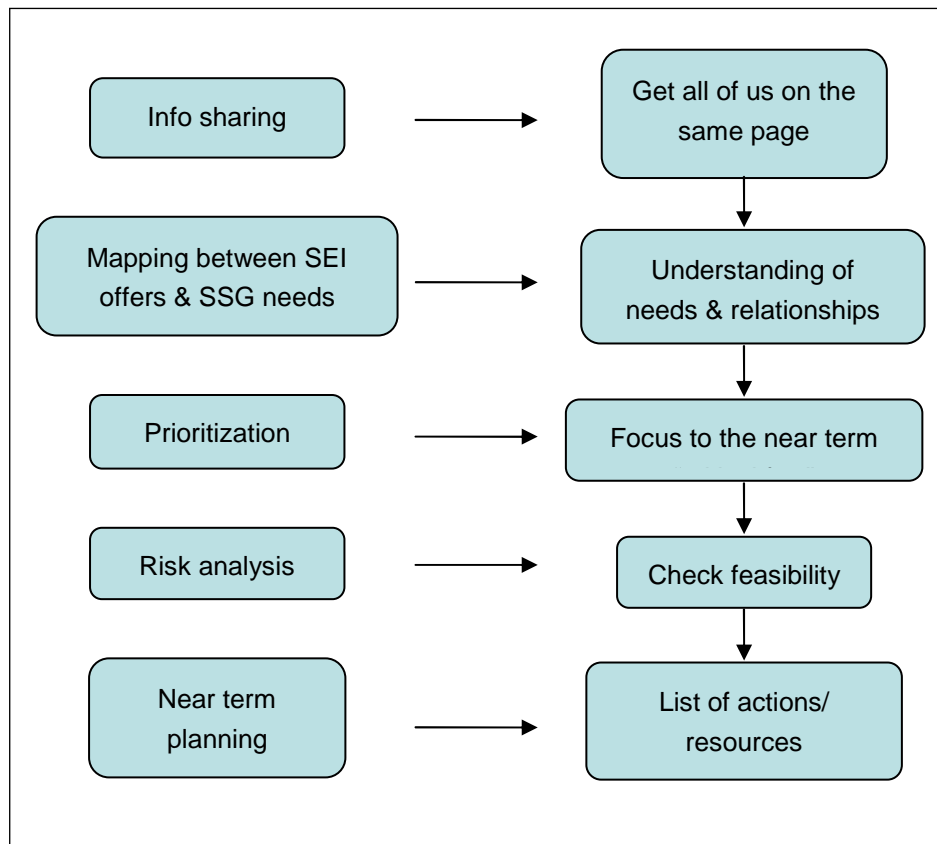 Info sharing
Get all of us on the
same page
Mapping between SEI
offers & SSG needs
Understanding of
needs & relationships
Prioritization
Focus to the near term
Risk analysis
Check feasibility
Near term
planning
List of actions/
resources